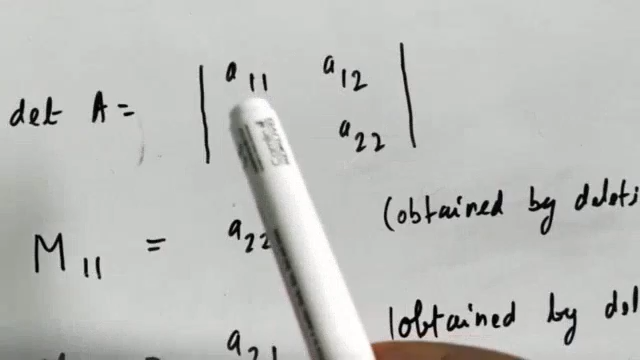 a11 a12
det A =
a22
M11 = a22 (obtained by deleti
a21 (obtained by del